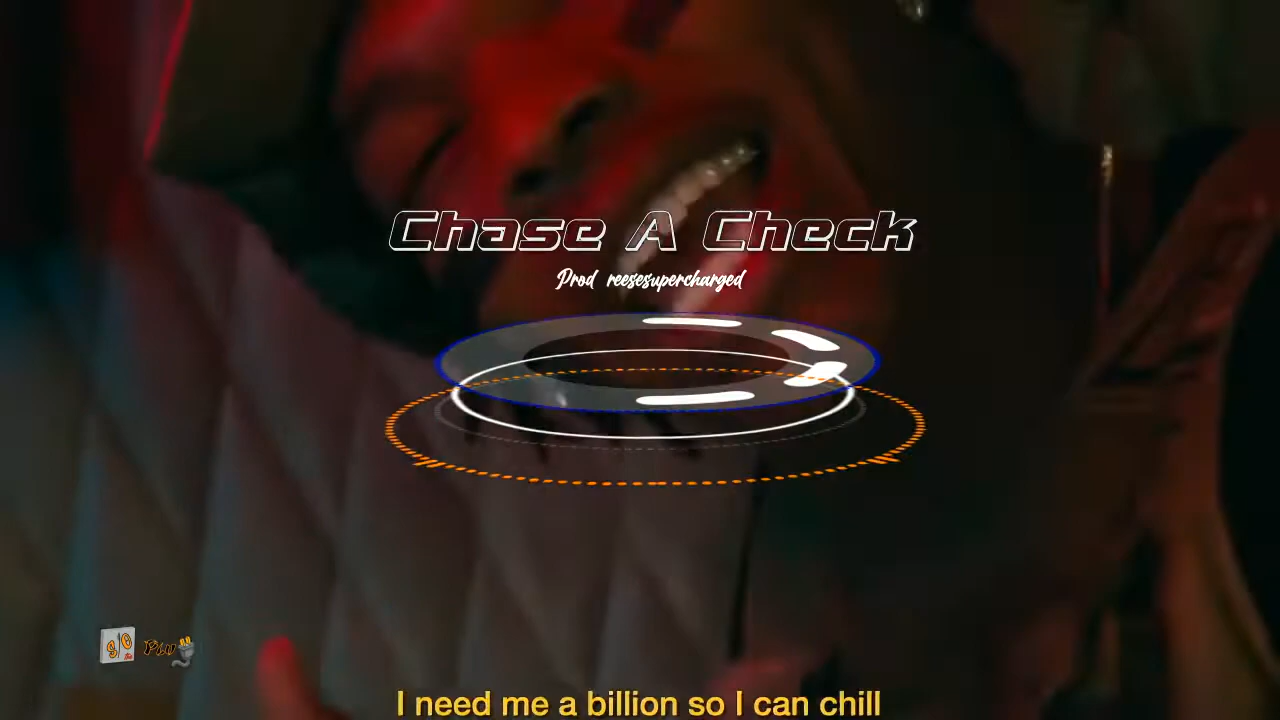 Chase A Check
Prod reesesupercharged
I need me a billion so I can chill